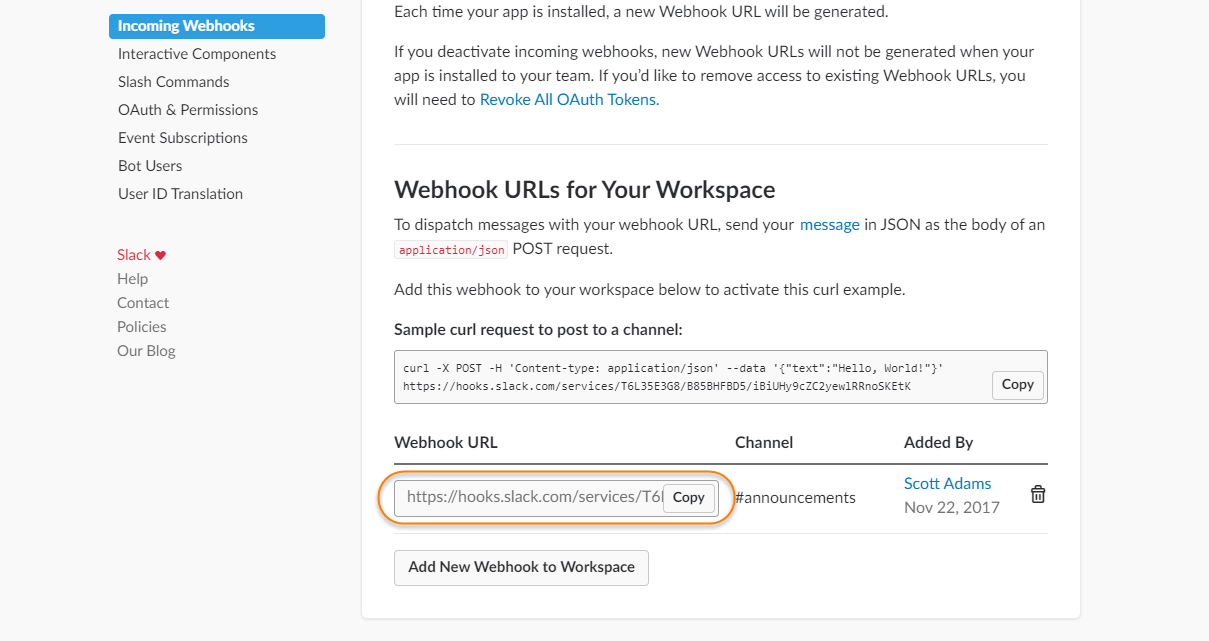 Incoming Webhooks
Interactive Components
Slash Commands
OAuth & Permissions
Event Subscriptions
Bot Users
User ID Translation
Slack ♥
Help
Contact
Policies
Our Blog
Each time your app is installed, a new Webhook URL will be generated.
If you deactivate incoming webhooks, new Webhook URLs will not be generated when your
app is installed to your team. If you’d like to remove access to existing Webhook URLs, you
will need to Revoke All OAuth Tokens.
Webhook URLs for Your Workspace
To dispatch messages with your webhook URL, send your message in JSON as the body of an
application/json POST request.
Add this webhook to your workspace below to activate this curl example.
Sample curl request to post to a channel:
curl -X POST -H 'Content-type: application/json' --data '{"text":"Hello, World!"}'
https://hooks.slack.com/services/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
Copy
Webhook URL Channel Added By
https://hooks.slack.com/services/T6l Copy #announcements Scott Adams
Nov 22, 2017
Add New Webhook to Workspace